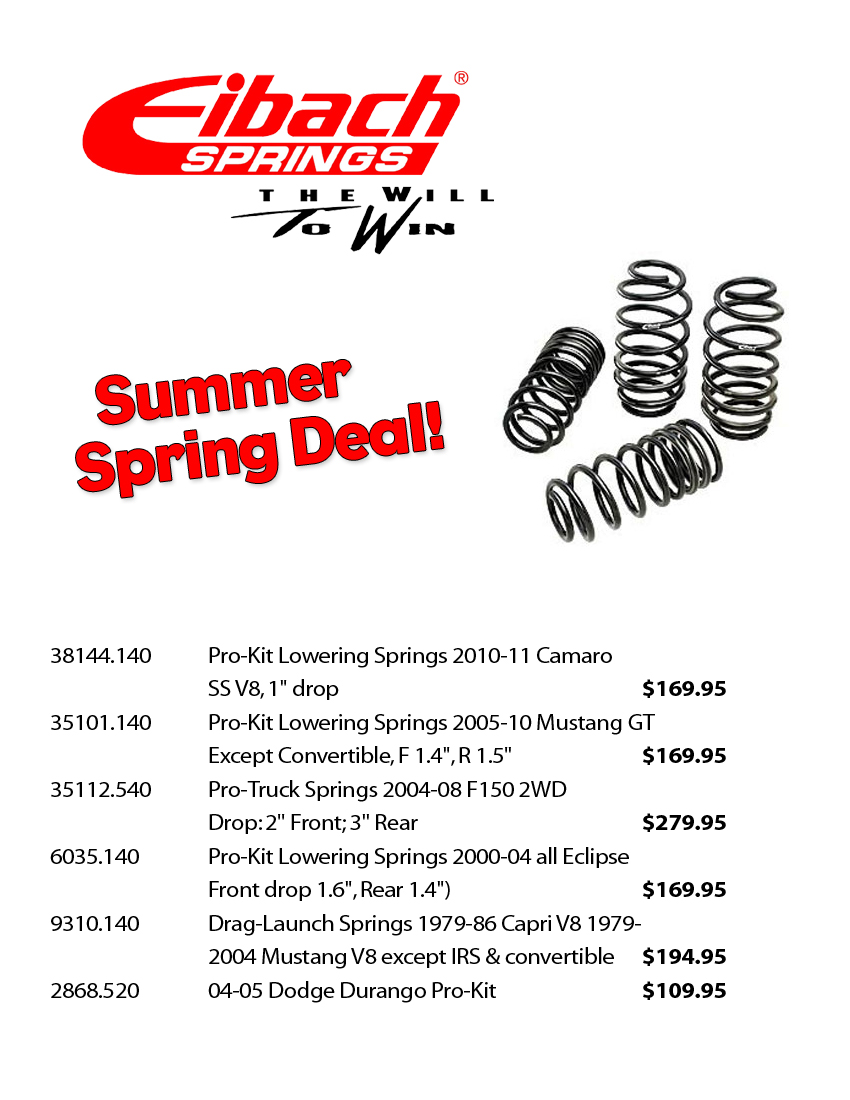 Eibach®
SPRINGS
THE WILL
TO WIN
Summer
Spring Deal!
Eibach
Eibach
38144.140 Pro-Kit Lowering Springs 2010-11 Camaro
SS V8, 1" drop $169.95
35101.140 Pro-Kit Lowering Springs 2005-10 Mustang GT
Except Convertible, F 1.4", R 1.5" $169.95
35112.540 Pro-Truck Springs 2004-08 F150 2WD
Drop: 2" Front; 3" Rear $279.95
6035.140 Pro-Kit Lowering Springs 2000-04 all Eclipse
Front drop 1.6", Rear 1.4") $169.95
9310.140 Drag-Launch Springs 1979-86 Capri V8 1979-
2004 Mustang V8 except IRS & convertible $194.95
2868.520 04-05 Dodge Durango Pro-Kit $109.95